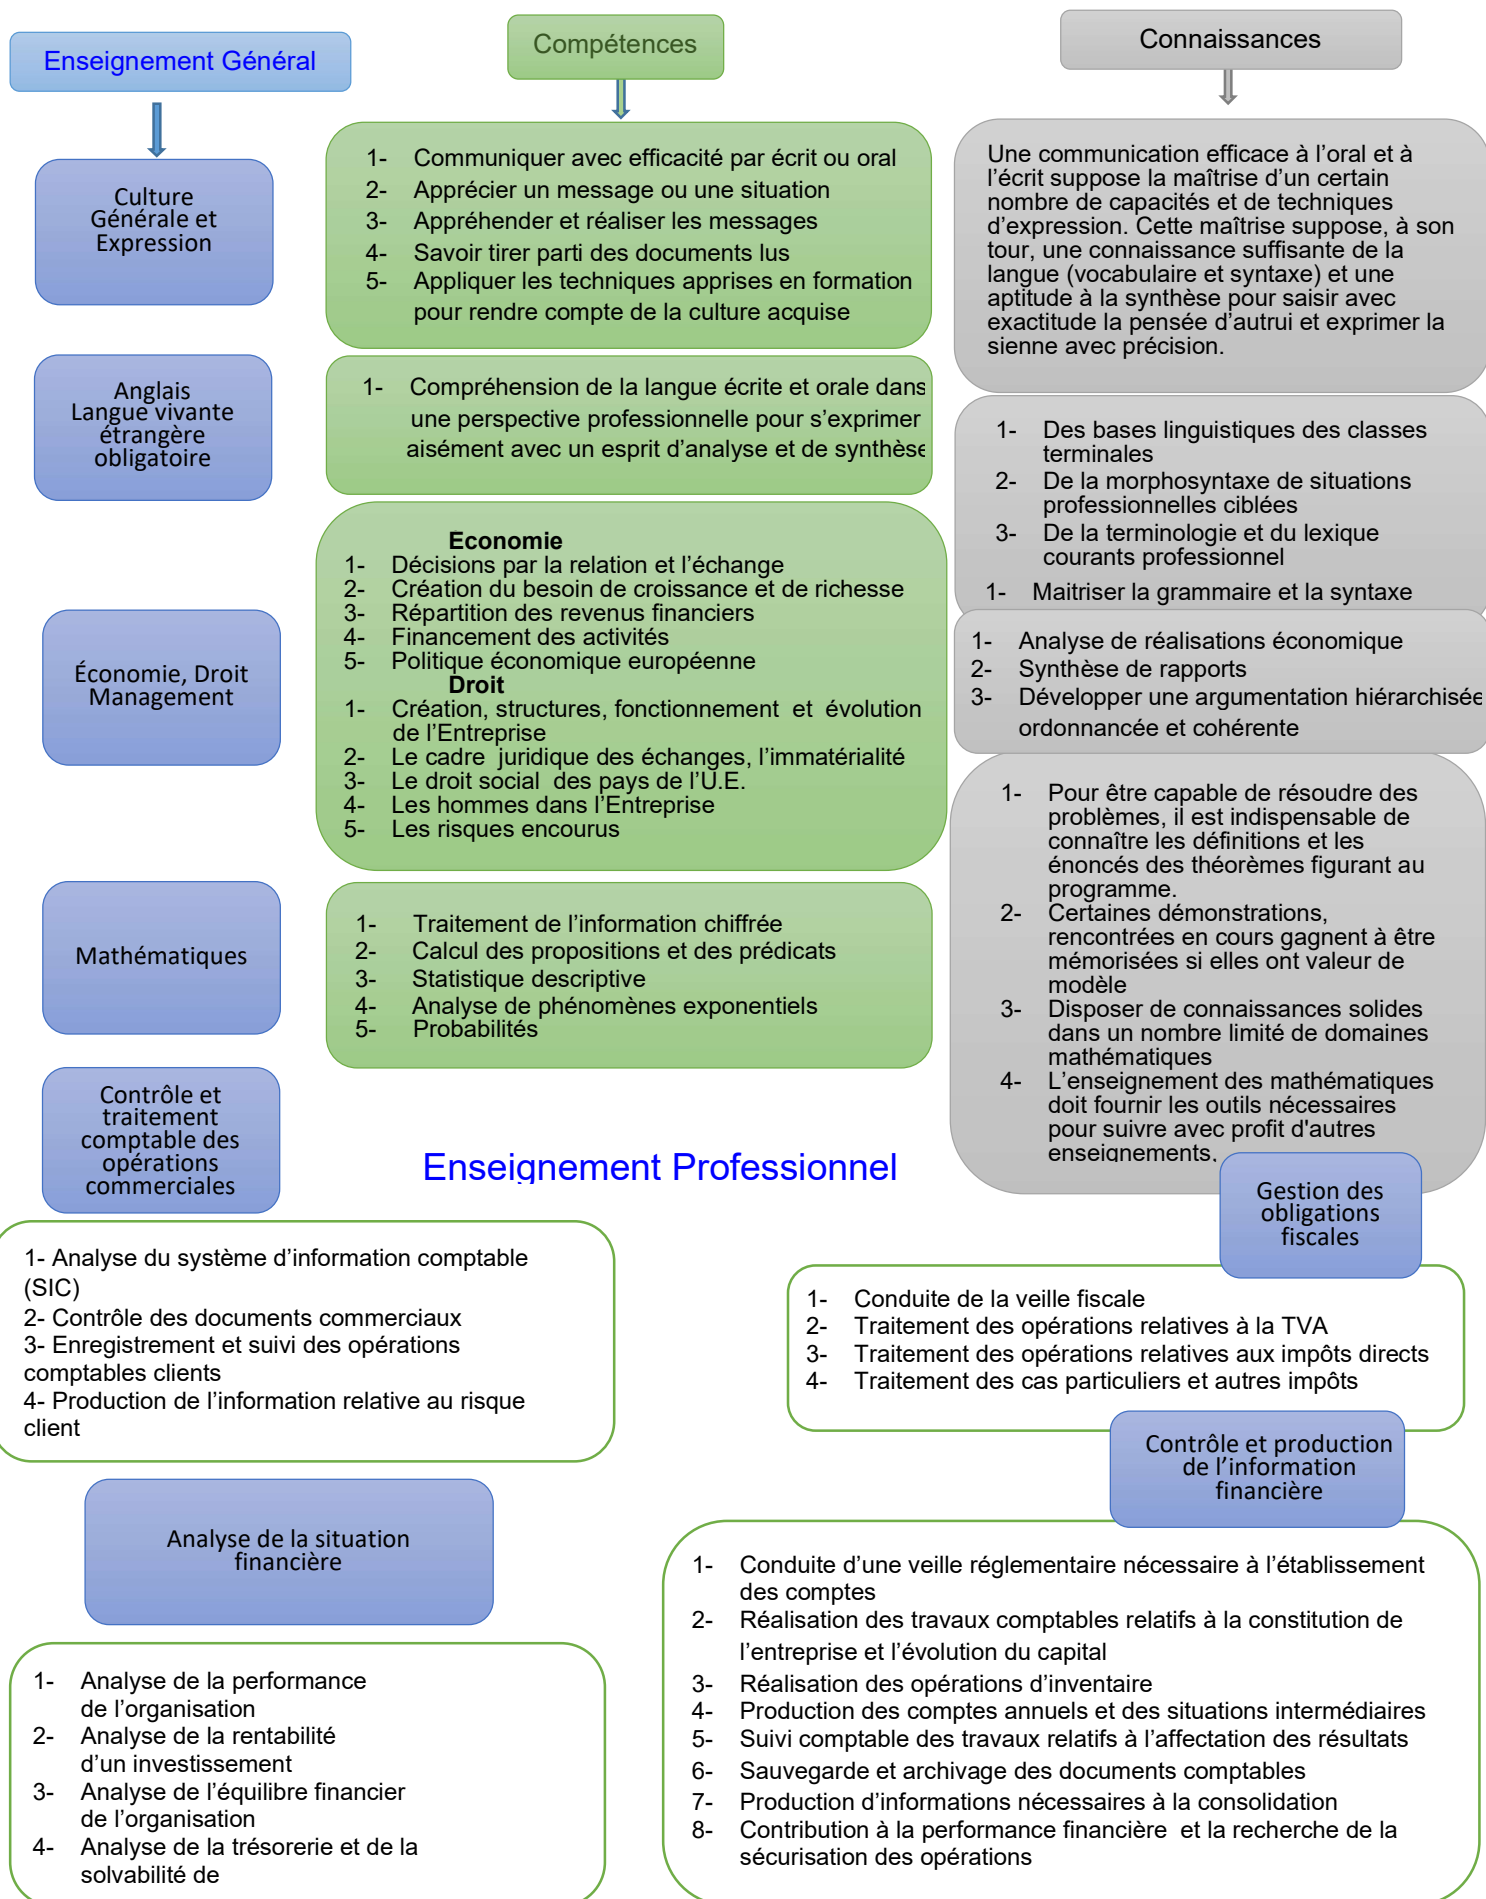 Enseignement Général
Compétences
Connaissances
Culture
Générale et
Expression
1- Communiquer avec efficacité par écrit ou oral
2- Apprécier un message ou une situation
3- Appréhender et réaliser les messages
4- Savoir tirer parti des documents lus
5- Appliquer les techniques apprises en formation
pour rendre compte de la culture acquise
Une communication efficace à l’oral et à
l’écrit suppose la maîtrise d’un certain
nombre de capacités et de techniques
d’expression. Cette maîtrise suppose, à son
tour, une connaissance suffisante de la
langue (vocabulaire et syntaxe) et une
aptitude à la synthèse pour saisir avec
exactitude la pensée d’autrui et exprimer la
sienne avec précision.
Anglais
Langue vivante
étrangère
obligatoire
1- Compréhension de la langue écrite et orale dans
une perspective professionnelle pour s’exprimer
aisément avec un esprit d’analyse et de synthèse
1- Des bases linguistiques des classes
terminales
2- De la morphosyntaxe de situations
professionnelles ciblées
3- De la terminologie et du lexique
courants professionnel
1- Maitriser la grammaire et la syntaxe
Économie, Droit
Management
Economie
1- Décisions par la relation et l’échange
2- Création du besoin de croissance et de richesse
3- Répartition des revenus financiers
4- Financement des activités
5- Politique économique européenne
Droit
1- Création, structures, fonctionnement et évolution
de l’Entreprise
2- Le cadre juridique des échanges, l’immatérialité
3- Le droit social des pays de l’U.E.
4- Les hommes dans l’Entreprise
5- Les risques encourus
1- Analyse de réalisations économique
2- Synthèse de rapports
3- Développer une argumentation hiérarchisée
ordonnancée et cohérente
Mathématiques
1- Traitement de l’information chiffrée
2- Calcul des propositions et des prédicats
3- Statistique descriptive
4- Analyse de phénomènes exponentiels
5- Probabilités
1- Pour être capable de résoudre des
problèmes, il est indispensable de
connaître les définitions et les
énoncés des théorèmes figurant au
programme.
2- Certaines démonstrations,
rencontrées en cours gagnent à être
mémorisées si elles ont valeur de
modèle
3- Disposer de connaissances solides
dans un nombre limité de domaines
mathématiques
4- L’enseignement des mathématiques
doit fournir les outils nécessaires
pour suivre avec profit d'autres
enseignements.
Enseignement Professionnel
Contrôle et
traitement
comptable des
opérations
commerciales
1- Analyse du système d’information comptable
(SIC)
2- Contrôle des documents commerciaux
3- Enregistrement et suivi des opérations
comptables clients
4- Production de l’information relative au risque
client
Gestion des
obligations
fiscales
1- Conduite de la veille fiscale
2- Traitement des opérations relatives à la TVA
3- Traitement des opérations relatives aux impôts directs
4- Traitement des cas particuliers et autres impôts
Analyse de la situation
financière
1- Analyse de la performance
de l’organisation
2- Analyse de la rentabilité
d’un investissement
3- Analyse de l’équilibre financier
de l’organisation
4- Analyse de la trésorerie et de la
solvabilité de
Contrôle et production
de l’information
financière
1- Conduite d’une veille réglementaire nécessaire à l’établissement
des comptes
2- Réalisation des travaux comptables relatifs à la constitution de
l’entreprise et l’évolution du capital
3- Réalisation des opérations d’inventaire
4- Production des comptes annuels et des situations intermédiaires
5- Suivi comptable des travaux relatifs à l’affectation des résultats
6- Sauvegarde et archivage des documents comptables
7- Production d’informations nécessaires à la consolidation
8- Contribution à la performance financière et la recherche de la
sécurisation des opérations